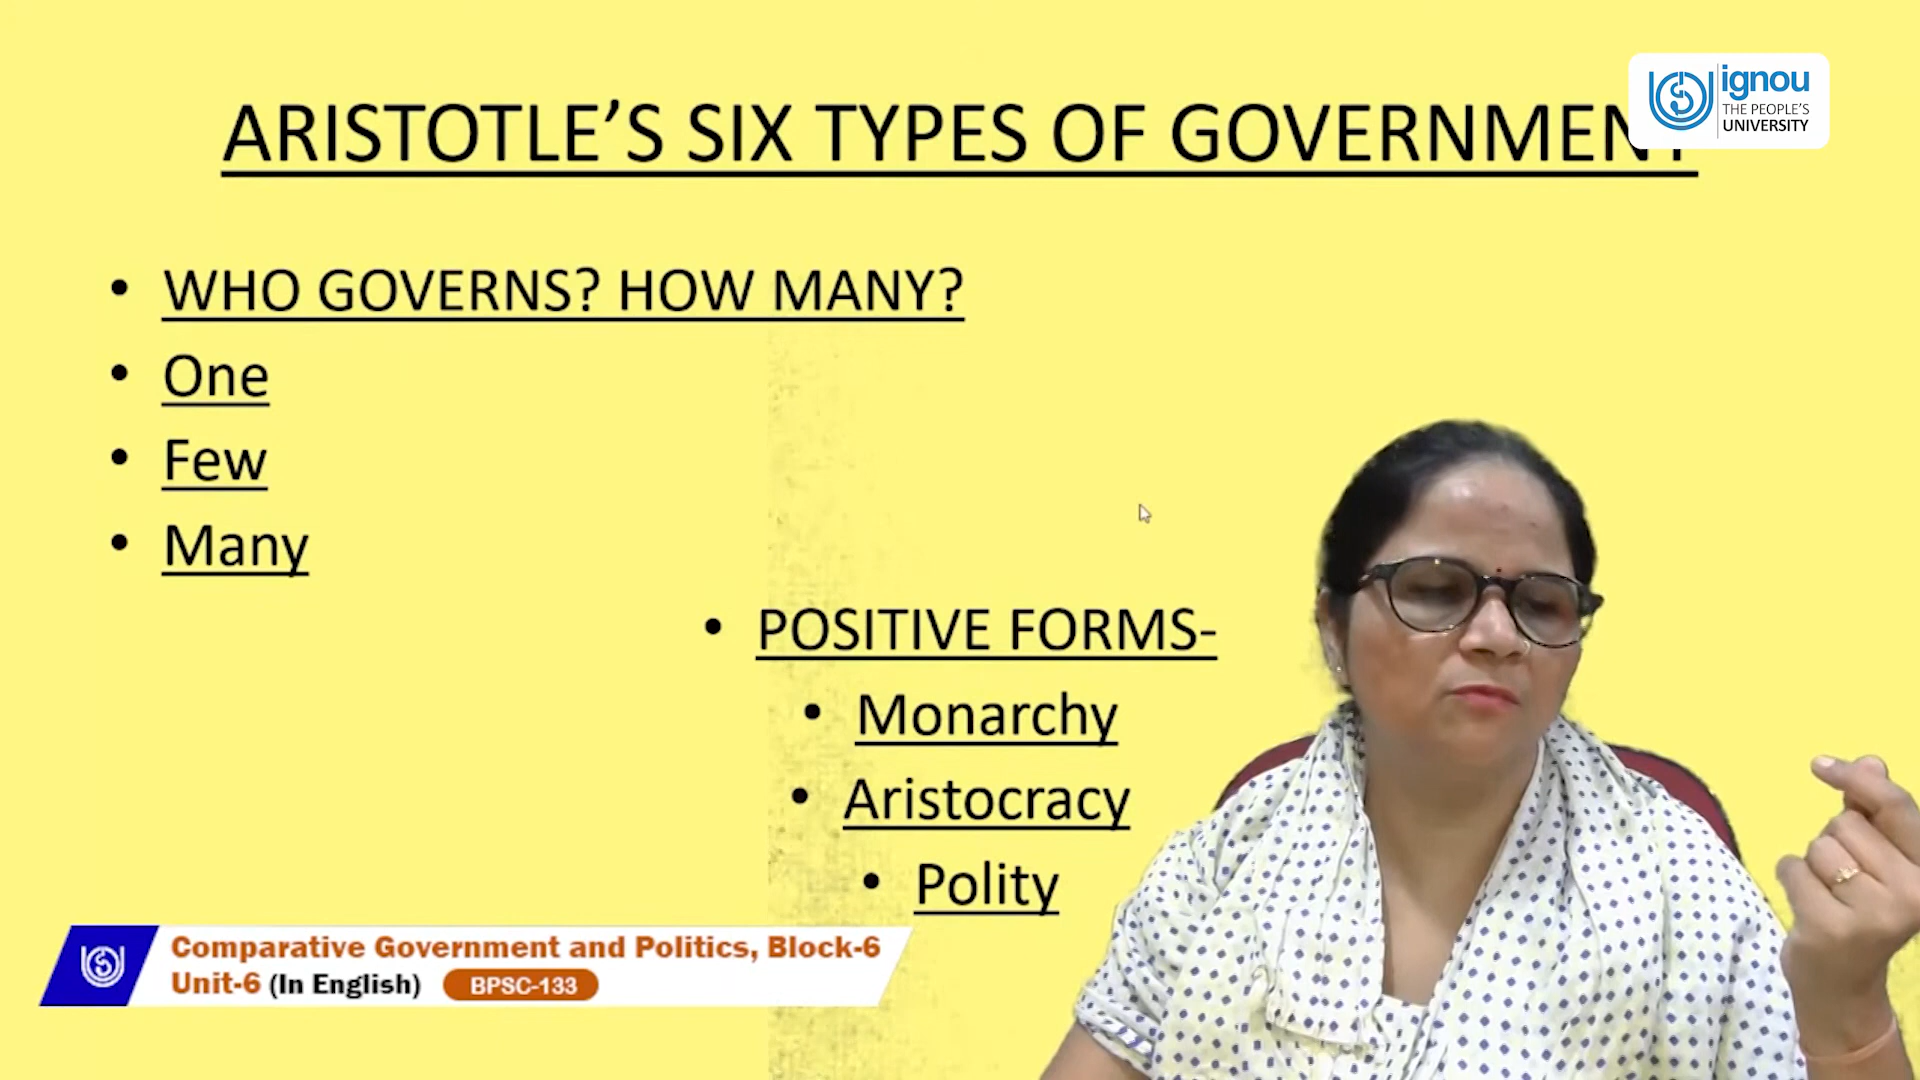 ignou
THE PEOPLE'S
UNIVERSITY
ARISTOTLE'S SIX TYPES OF GOVERNMENT
• WHO GOVERNS? HOW MANY?
• One
• Few
• Many
• POSITIVE FORMS-
• Monarchy
• Aristocracy
• Polity
Comparative Government and Politics, Block-6
Unit-6 (In English) BPSC-133